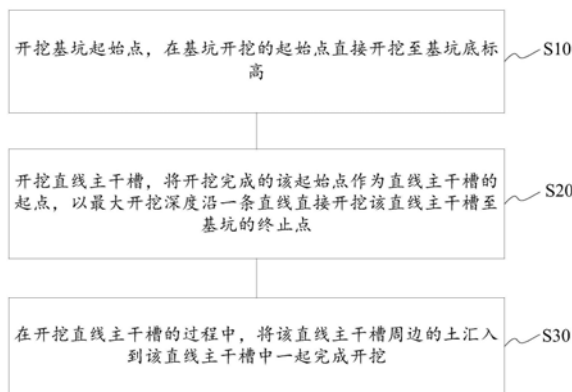 开挖基坑起始点，在基坑开挖的起始点直接开挖至基坑底标
高
S10
开挖直线主干槽，将开挖完成的该起始点作为直线主干槽的
起点，以最大开挖深度沿一条直线直接开挖该直线主干槽至
基坑的终止点
S20
在开挖直线主干槽的过程中，将该直线主干槽周边的土汇入
到该直线主干槽中一起完成开挖
S30